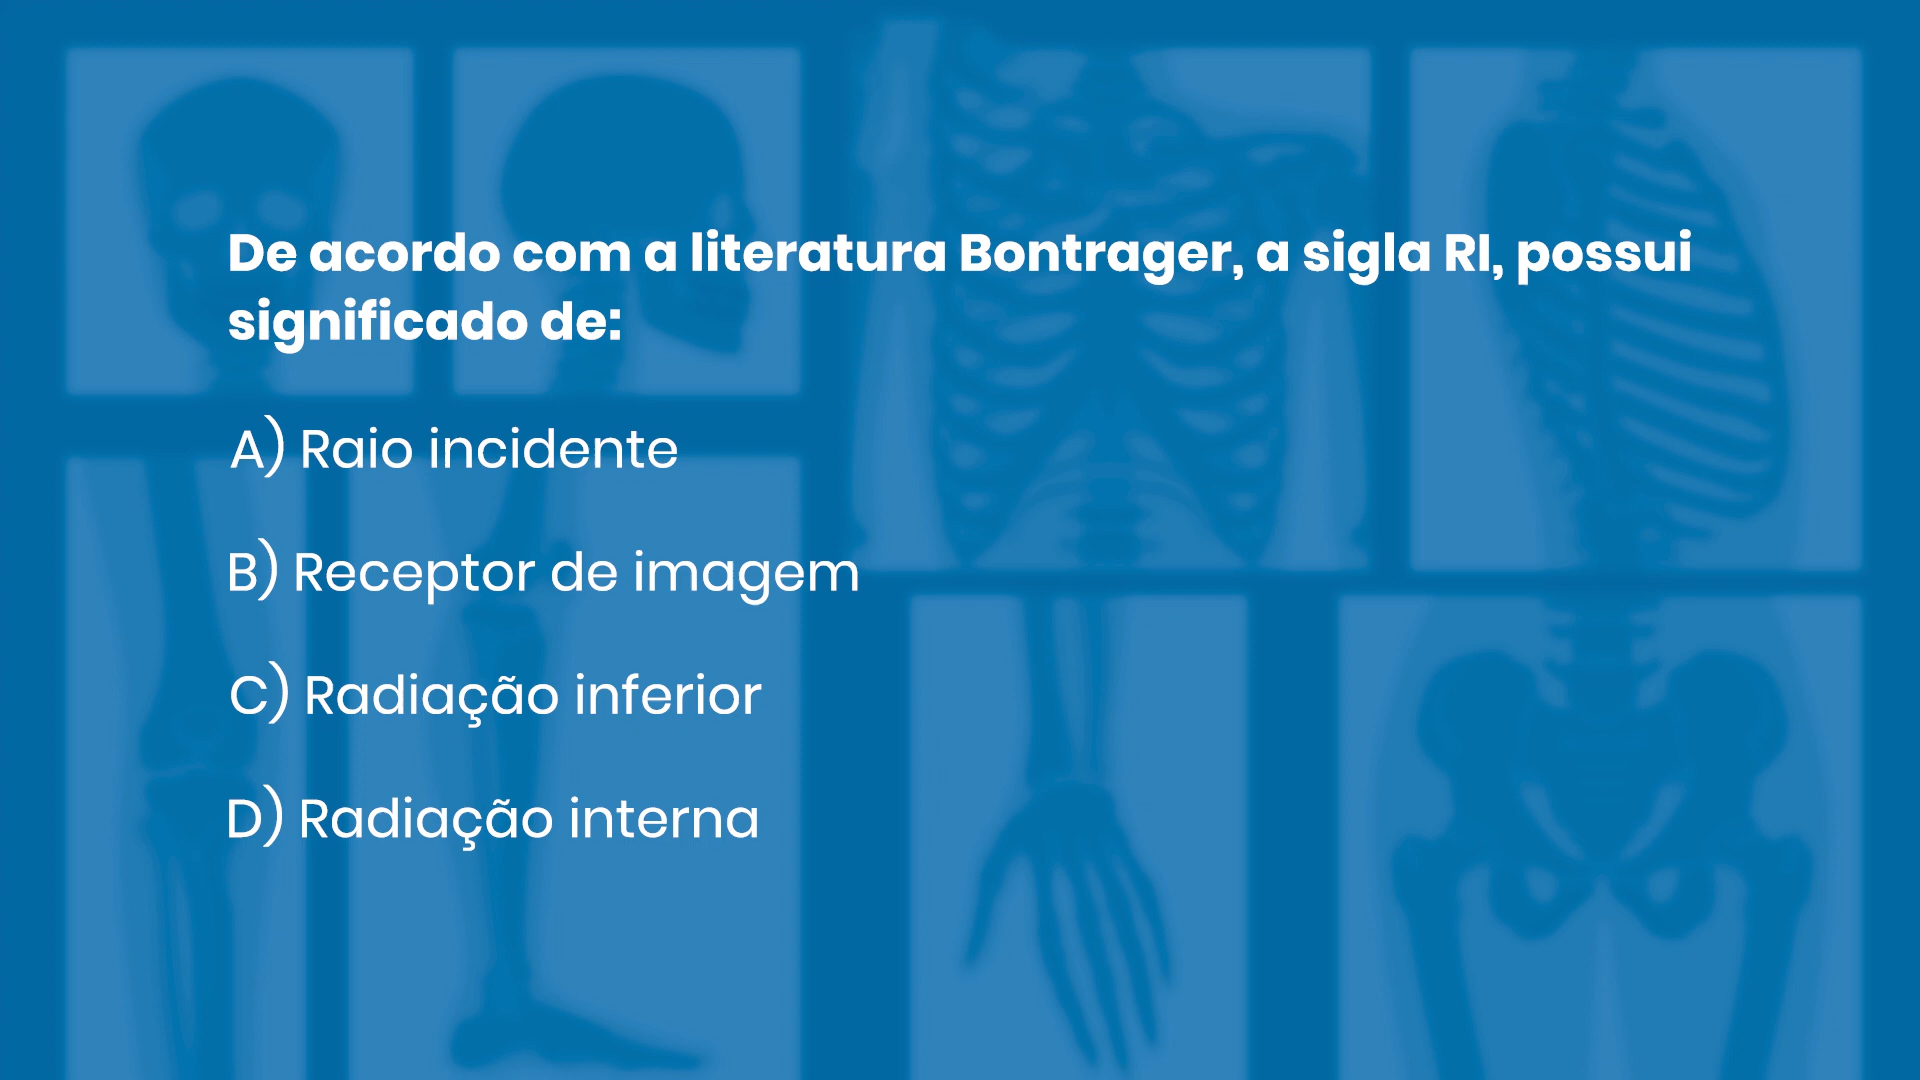 De acordo com a literatura Bontrager, a sigla RI, possui
significado de:
A) Raio incidente
B) Receptor de imagem
C) Radiação inferior
D) Radiação interna